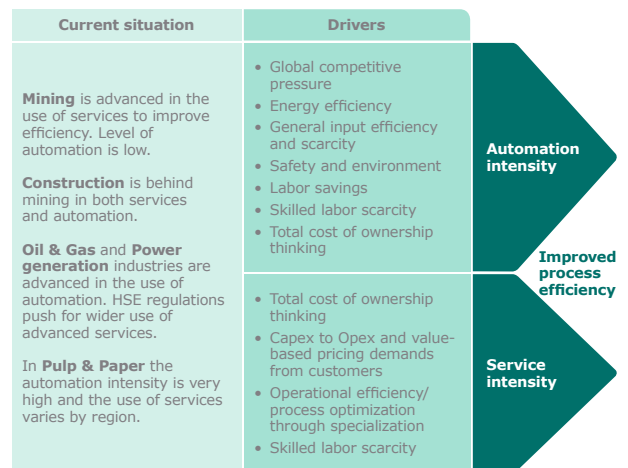 Current situation
Drivers
Mining is advanced in the
use of services to improve
efficiency. Level of
automation is low.
Construction is behind
mining in both services
and automation.
Oil & Gas and Power
generation industries are
advanced in the use of
automation. HSE regulations
push for wider use of
advanced services.
In Pulp & Paper the
automation intensity is very
high and the use of services
varies by region.
• Global competitive
pressure
• Energy efficiency
• General input efficiency
and scarcity
• Safety and environment
• Labor savings
• Skilled labor scarcity
• Total cost of ownership
thinking
Automation
intensity
• Total cost of ownership
thinking
• Capex to Opex and value-
based pricing demands
from customers
• Operational efficiency/
process optimization
through specialization
• Skilled labor scarcity
Service
intensity
Improved
process
efficiency